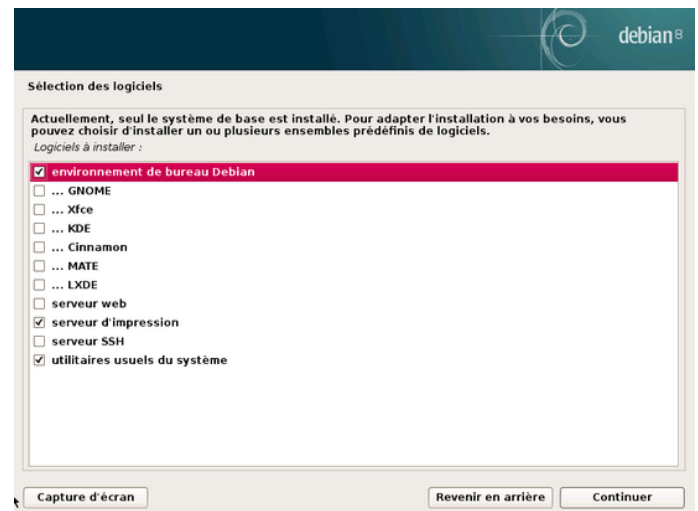 debian 8
Sélection des logiciels
Actuellement, seul le système de base est installé. Pour adapter l'installation à vos besoins, vous
pouvez choisir d'installer un ou plusieurs ensembles prédéfinis de logiciels.
Logiciels à installer :
environnement de bureau Debian
... GNOME
... Xfce
... KDE
... Cinnamon
... MATE
... LXDE
serveur web
serveur d'impression
serveur SSH
utilitaires usuels du système
Capture d'écran
Revenir en arrière
Continuer